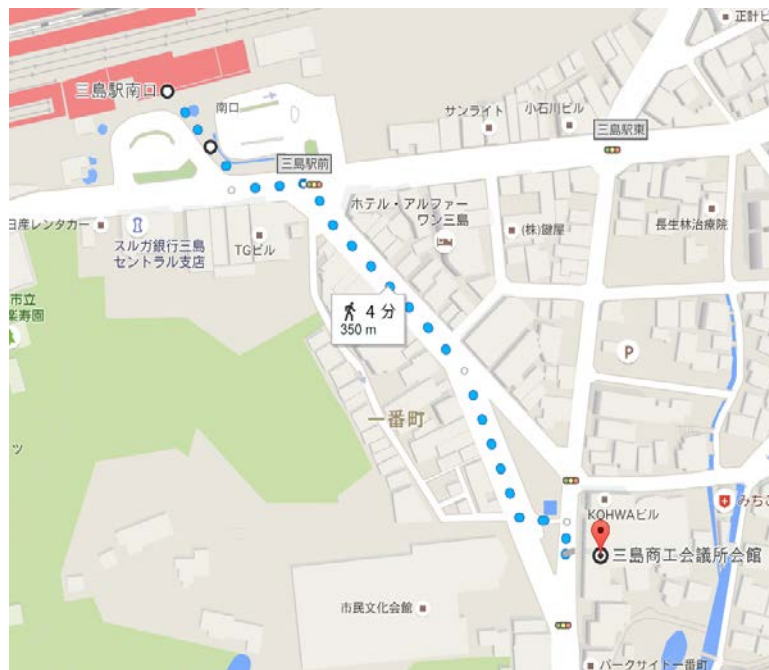 正計ビ
三島駅南口
南口
サンライト
小石川ビル
三島駅東
三島駅前
ホテル・アルファー
ワン三島
(株)鍵屋
長生林治療院
日産レンタカー
スルガ銀行三島
セントラル支店
TGビル
市立
楽寿園
4 分
350 m
P
一番町
ツ
KOHWAビル
みちこ
三島商工会議所会館
市民文化会館
パークサイト一番町